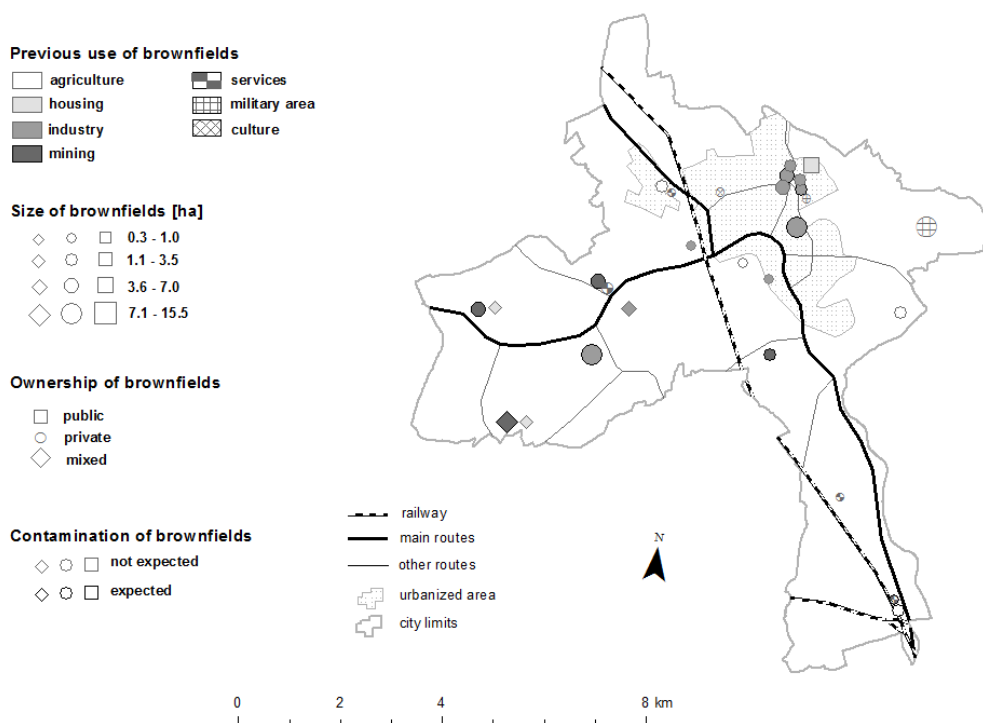 Previous use of brownfields
agriculture
services
housing
military area
industry
culture
mining
Size of brownfields [ha]
0.3 - 1.0
1.1 - 3.5
3.6 - 7.0
7.1 - 15.5
Ownership of brownfields
public
private
mixed
Contamination of brownfields
not expected
expected
railway
main routes
other routes
urbanized area
city limits
N
0 2 4 6 8 km